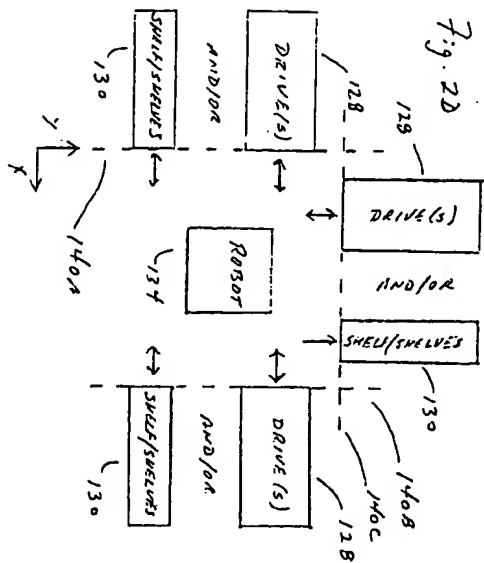 Fig. 2D
128
DRIVE(S)
AND/OR
SHELF/SHELVES
130
128
DRIVE(S)
AND/OR
SHELF/SHELVES
130
ROBOT
134
140A
Y
X
140B
140C
DRIVE(S)
128
AND/OR
SHELF/SHELVES
130